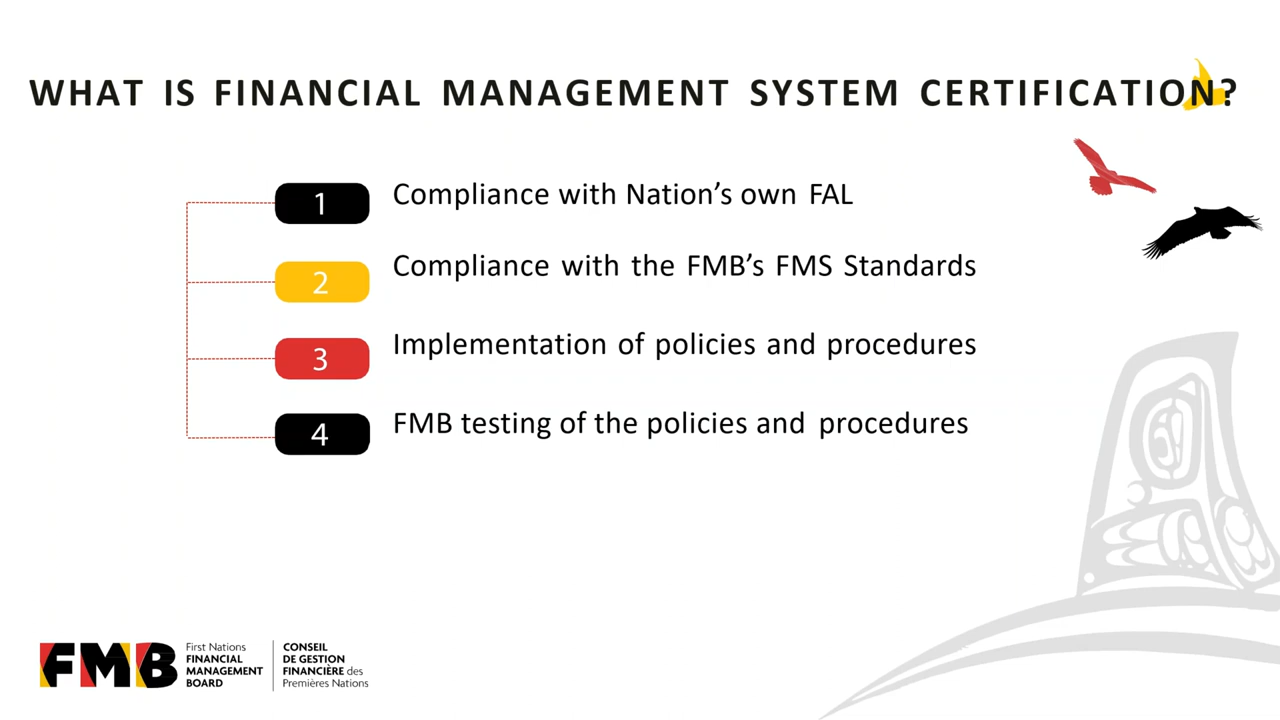 WHAT IS FINANCIAL MANAGEMENT SYSTEM CERTIFICATION?
1 Compliance with Nation’s own FAL
2 Compliance with the FMB’s FMS Standards
3 Implementation of policies and procedures
4 FMB testing of the policies and procedures
FMB
First Nations
FINANCIAL
MANAGEMENT
BOARD
CONSEIL
DE GESTION
FINANCIÈRE des
Premières Nations